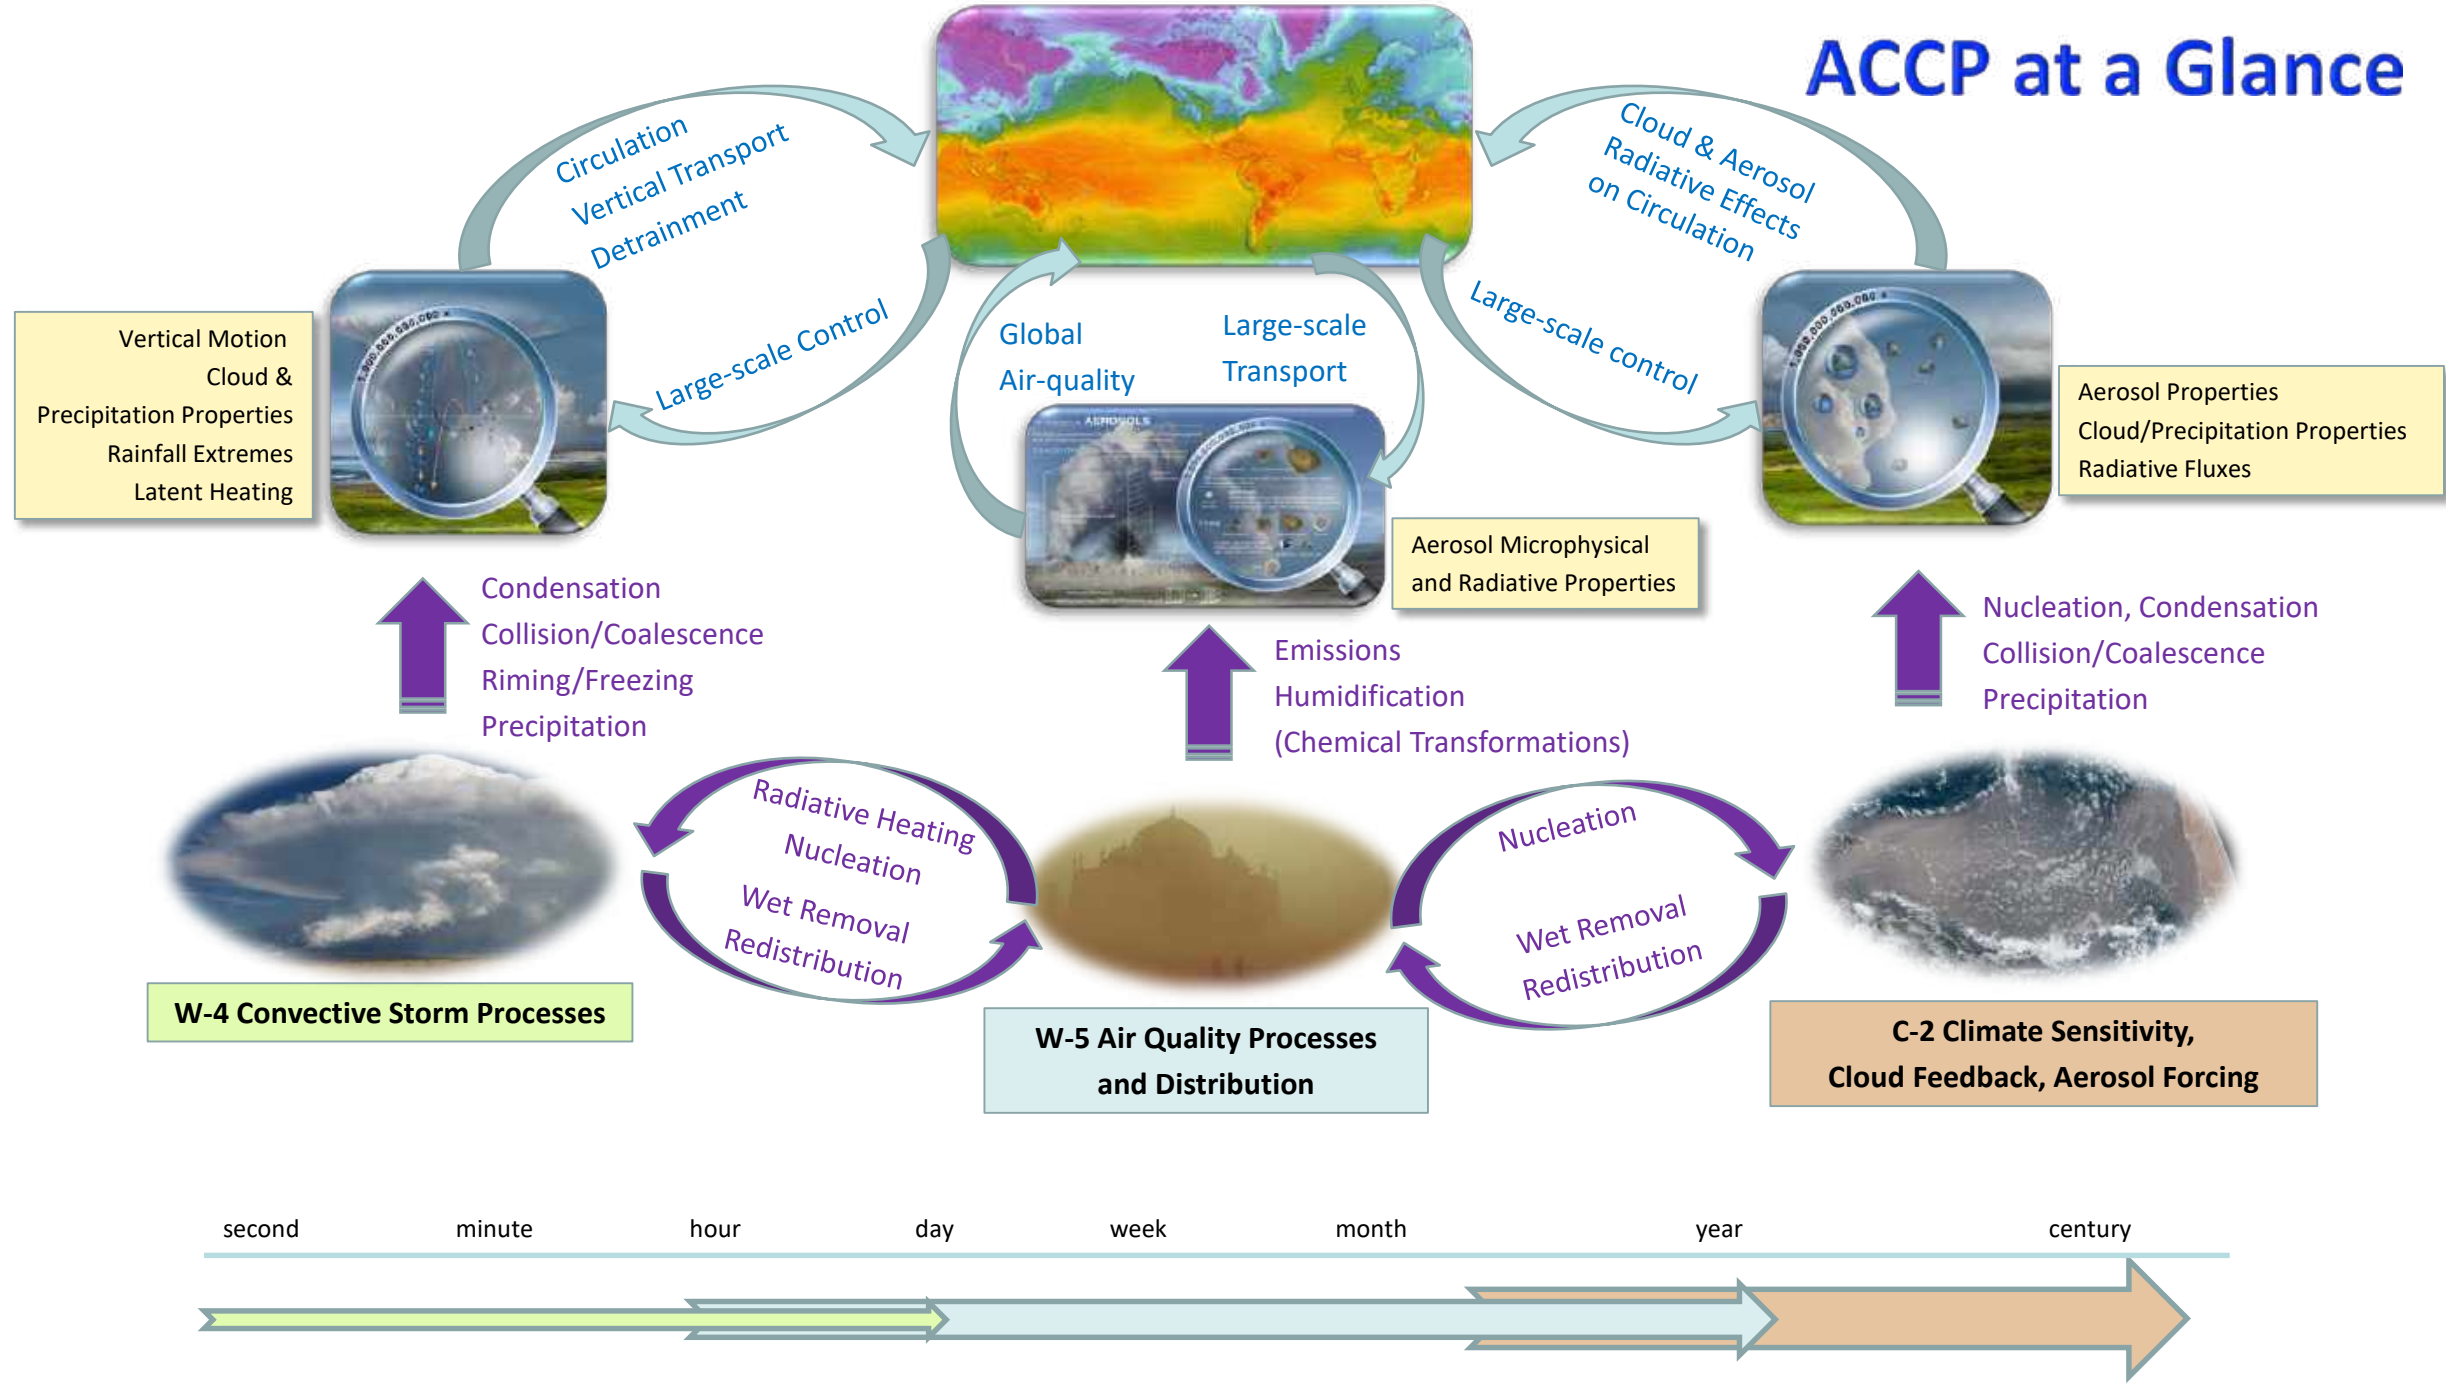 ACCP at a Glance
Circulation
Vertical Transport
Detrainment
Large-scale Control
Global
Air-quality
Large-scale
Transport
Cloud & Aerosol
Radiative Effects
on Circulation
Large-scale control
Vertical Motion
Cloud &
Precipitation Properties
Rainfall Extremes
Latent Heating
AEROSOLS
Aerosol Microphysical
and Radiative Properties
Aerosol Properties
Cloud/Precipitation Properties
Radiative Fluxes
Condensation
Collision/Coalescence
Riming/Freezing
Precipitation
Emissions
Humidification
(Chemical Transformations)
Nucleation, Condensation
Collision/Coalescence
Precipitation
Radiative Heating
Nucleation
Wet Removal
Redistribution
Nucleation
Wet Removal
Redistribution
W-4 Convective Storm Processes
W-5 Air Quality Processes
and Distribution
C-2 Climate Sensitivity,
Cloud Feedback, Aerosol Forcing
second minute hour day week month year century